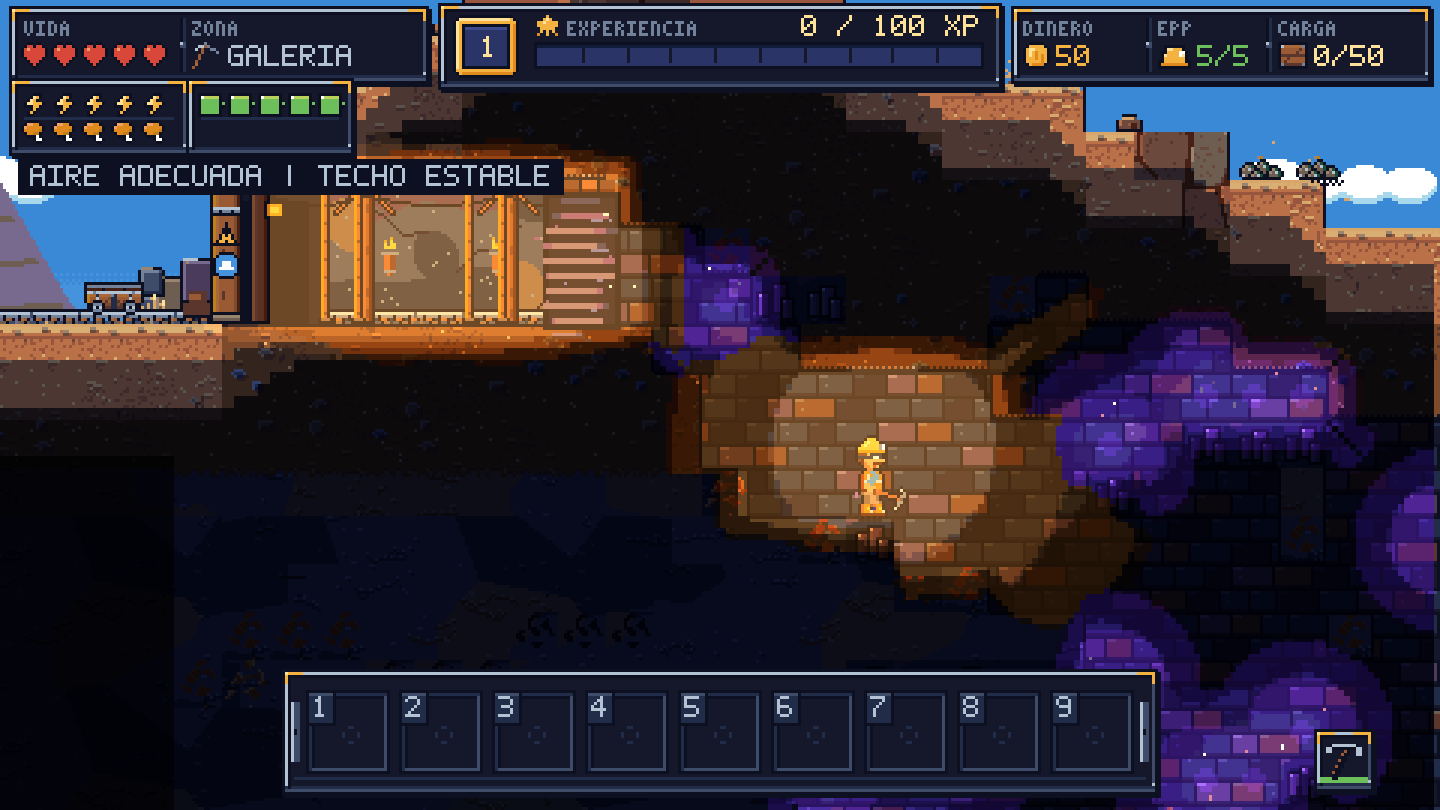 VIDA
ZONA
GALERIA
1
EXPERIENCIA
0 / 100 XP
DINERO
50
EPP
5/5
CARGA
0/50
AIRE ADECUADA | TECHO ESTABLE
1
2
3
4
5
6
7
8
9